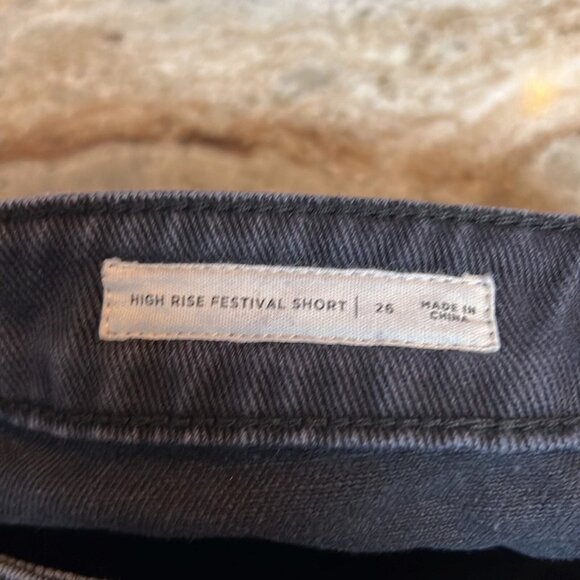 HIGH RISE FESTIVAL SHORT | 26 MADE IN
CHINA